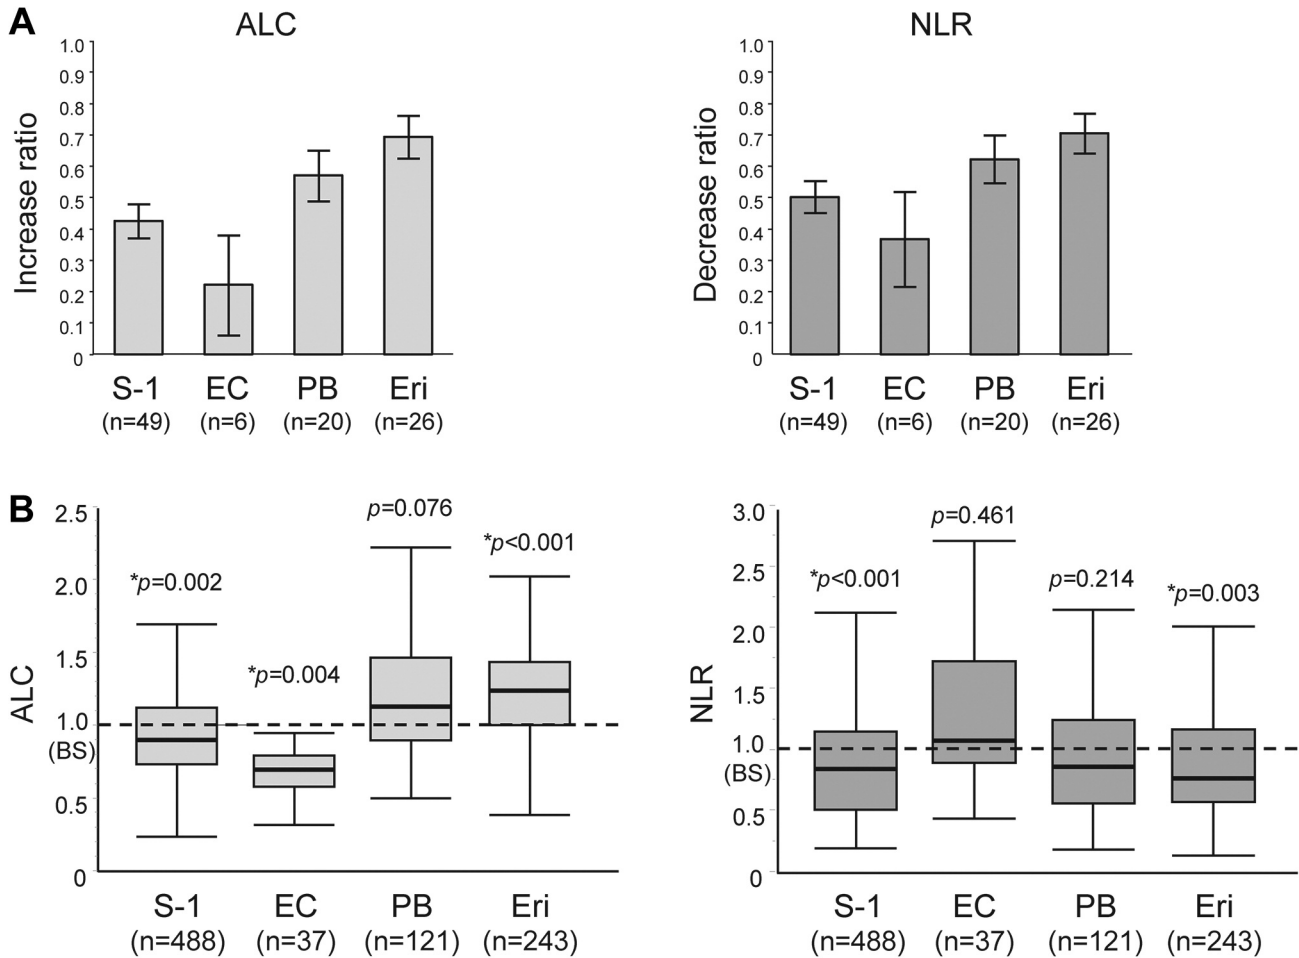 A
ALC
1.0
0.9
0.8
0.7
0.6
0.5
0.4
0.3
0.2
0.1
0
Increase ratio
S-1 EC PB Eri
(n=49) (n=6) (n=20) (n=26)
NLR
1.0
0.9
0.8
0.7
0.6
0.5
0.4
0.3
0.2
0.1
0
Decrease ratio
S-1 EC PB Eri
(n=49) (n=6) (n=20) (n=26)
B
2.5
2.0
1.5
1.0
(BS)
0.5
0
ALC
*p=0.002
*p=0.004
p=0.076
*p<0.001
S-1 EC PB Eri
(n=488) (n=37) (n=121) (n=243)
3.0
2.5
2.0
1.5
1.0
(BS)
0.5
0
NLR
*p<0.001
p=0.461
p=0.214
*p=0.003
S-1 EC PB Eri
(n=488) (n=37) (n=121) (n=243)